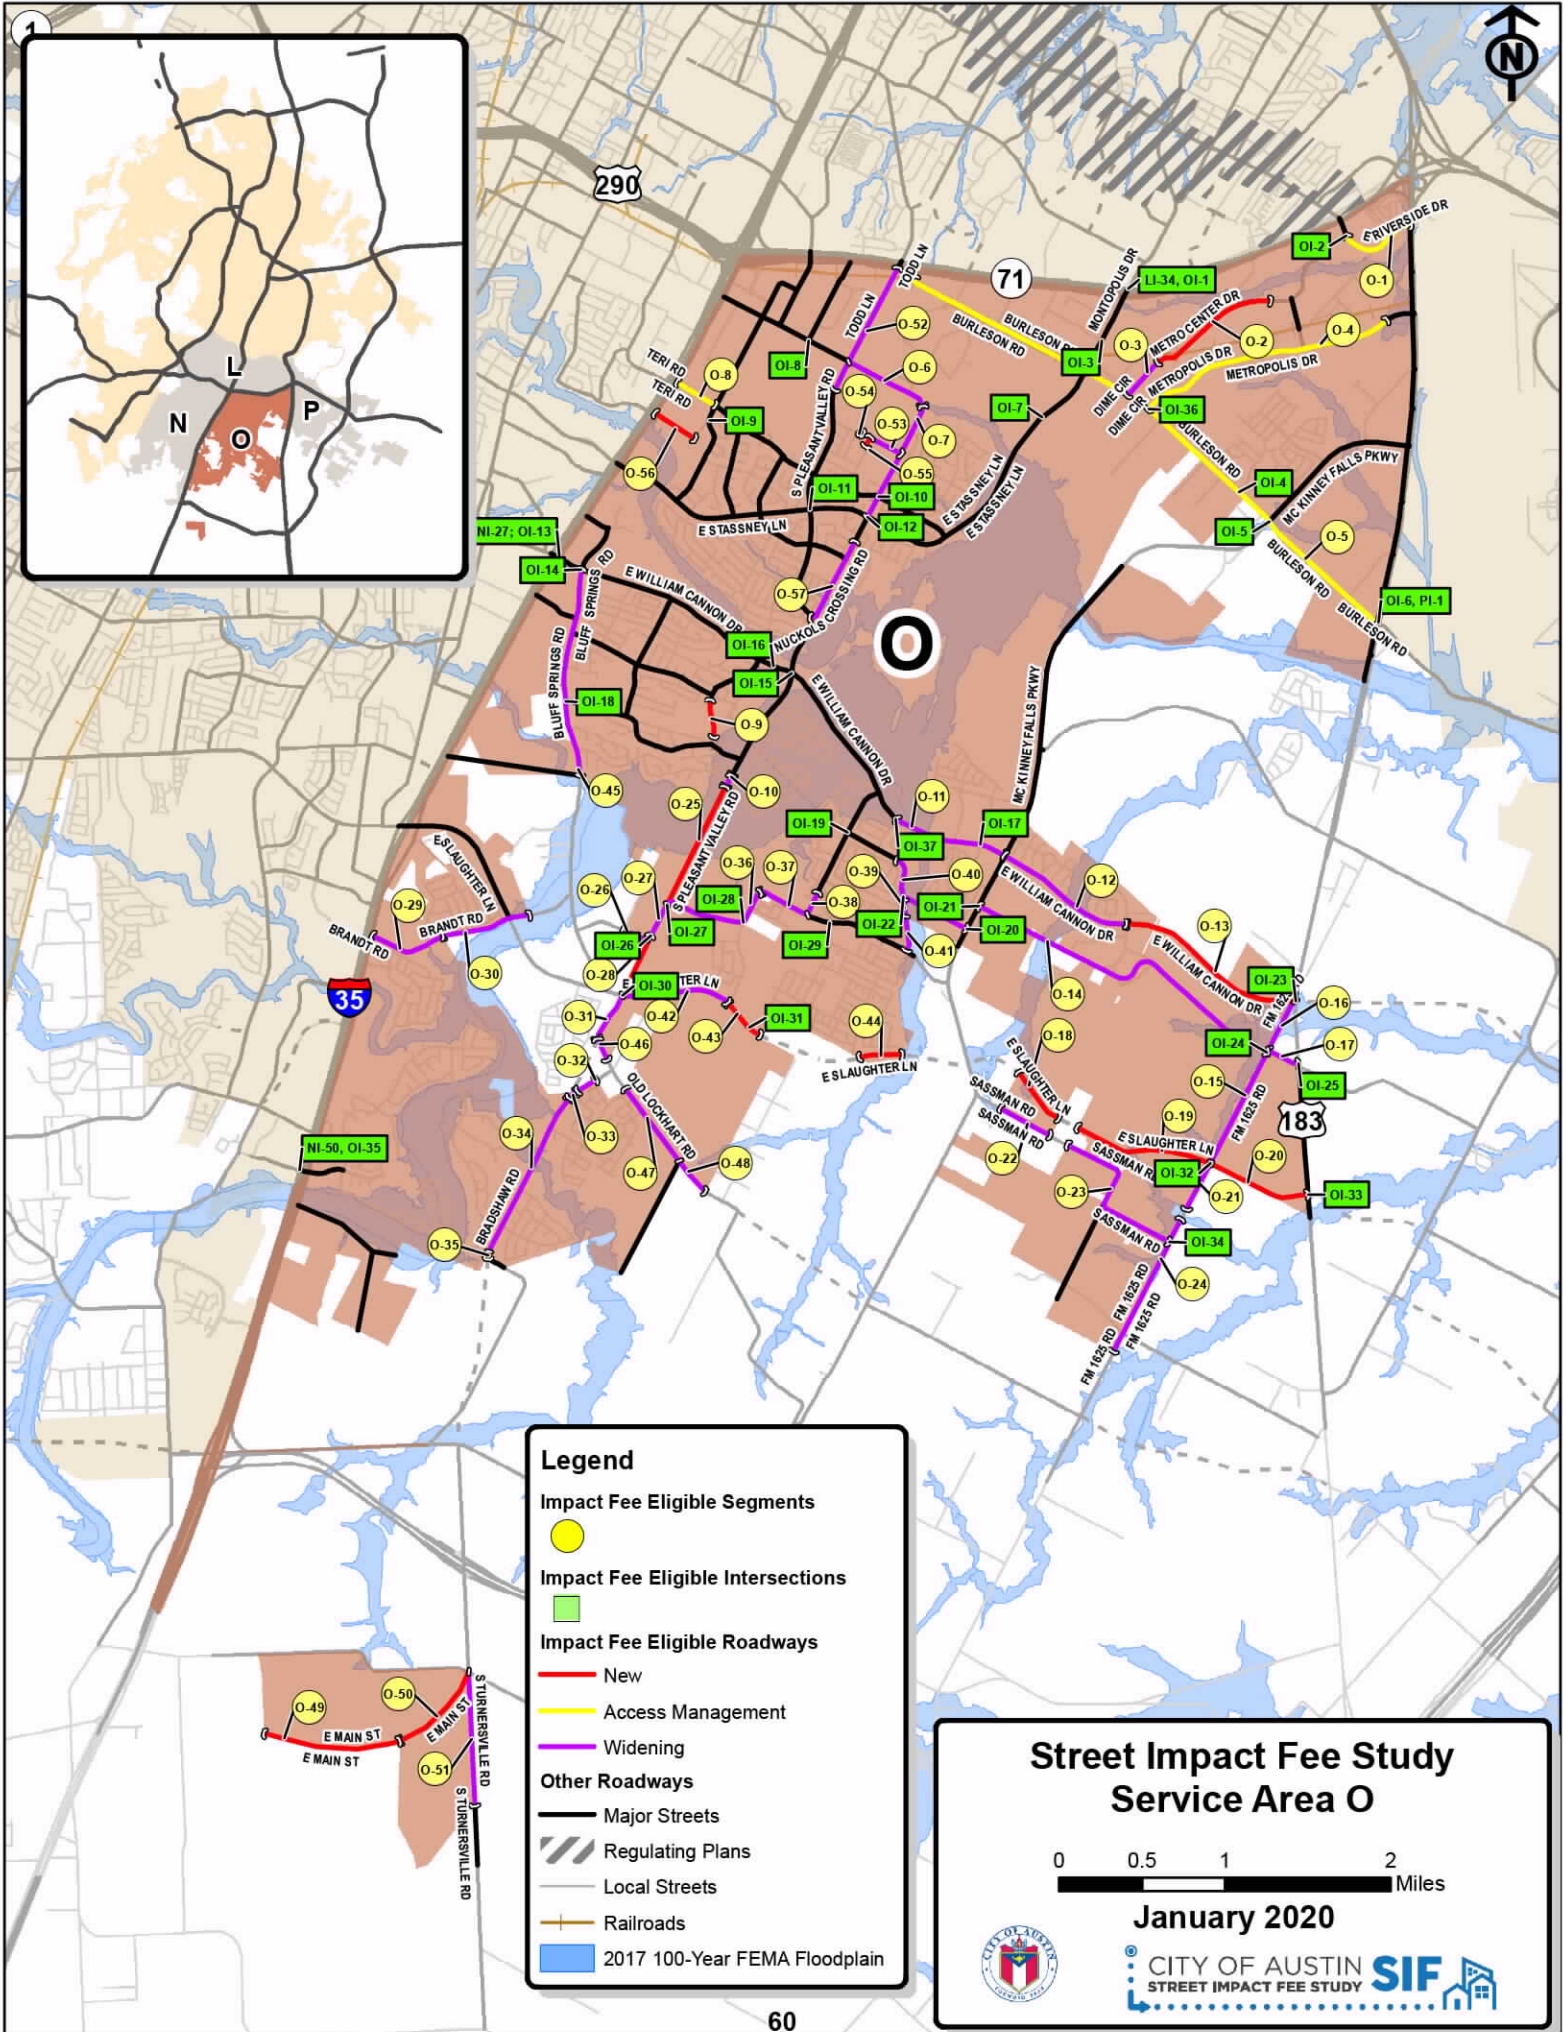 1
L
N
O
P
N
290
71
35
183
O
E RIVERSIDE DR
OI-2
O-1
LI-34, OI-1
MONTOPOLIS DR
TODD LN
TODD LN
O-52
BURLESON RD
BURLESON RD
METRO CENTER DR
O-3
O-2
O-4
METROPOLIS DR
METROPOLIS DR
OI-3
DIME CIR
DIME CIR
OI-36
OI-8
O-6
O-54
O-53
O-7
O-55
OI-7
TERI RD
TERI RD
O-8
OI-9
O-56
S PLEASANT VALLEY RD
OI-11
OI-10
OI-12
E STASSNEY LN
E STASSNEY LN
E STASSNEY LN
BURLESON RD
OI-4
MC KINNEY FALLS PKWY
OI-5
O-5
BURLESON RD
BURLESON RD
OI-6, PI-1
NI-27; OI-13
OI-14
BLUFF SPRINGS RD
BLUFF SPRINGS RD
BLUFF SPRINGS RD
E WILLIAM CANNON DR
O-57
NUCKOLS CROSSING RD
OI-16
OI-15
OI-18
O-9
E WILLIAM CANNON DR
MC KINNEY FALLS PKWY
O-45
O-10
O-25
S PLEASANT VALLEY RD
O-11
OI-19
OI-17
OI-37
E SLAUGHTER LN
O-36
O-37
O-39
O-40
O-12
O-27
O-26
OI-28
O-38
OI-21
OI-22
E WILLIAM CANNON DR
O-29
BRANDT RD
BRANDT RD
O-30
OI-26
OI-27
OI-29
O-41
OI-20
O-13
E WILLIAM CANNON DR
O-28
OI-30
TER LN
O-14
OI-23
FM 1625
O-16
O-31
O-42
O-43
OI-31
O-44
E SLAUGHTER LN
O-18
E SLAUGHTER LN
OI-24
O-17
O-46
O-32
OI-25
O-15
FM 1625 RD
OLD LOCKHART RD
SASSMAN RD
SASSMAN RD
O-19
E SLAUGHTER LN
O-34
O-33
O-22
SASSMAN R
OI-32
O-20
NI-50, OI-35
O-47
O-48
O-23
O-21
OI-33
BRADSHAW RD
O-35
SASSMAN RD
OI-34
O-24
FM 1625 RD
FM 1625 RD
FM 1625 RD
O-49
O-50
E MAIN ST
E MAIN ST
E MAIN ST
O-51
S TURNERSVILLE RD
S TURNERSVILLE RD
Legend
Impact Fee Eligible Segments
Impact Fee Eligible Intersections
Impact Fee Eligible Roadways
New
Access Management
Widening
Other Roadways
Major Streets
Regulating Plans
Local Streets
Railroads
2017 100-Year FEMA Floodplain
Street Impact Fee Study
Service Area O
0 0.5 1 2
Miles
January 2020
CITY OF AUSTIN
FOUNDED 1839
CITY OF AUSTIN
STREET IMPACT FEE STUDY
SIF
60